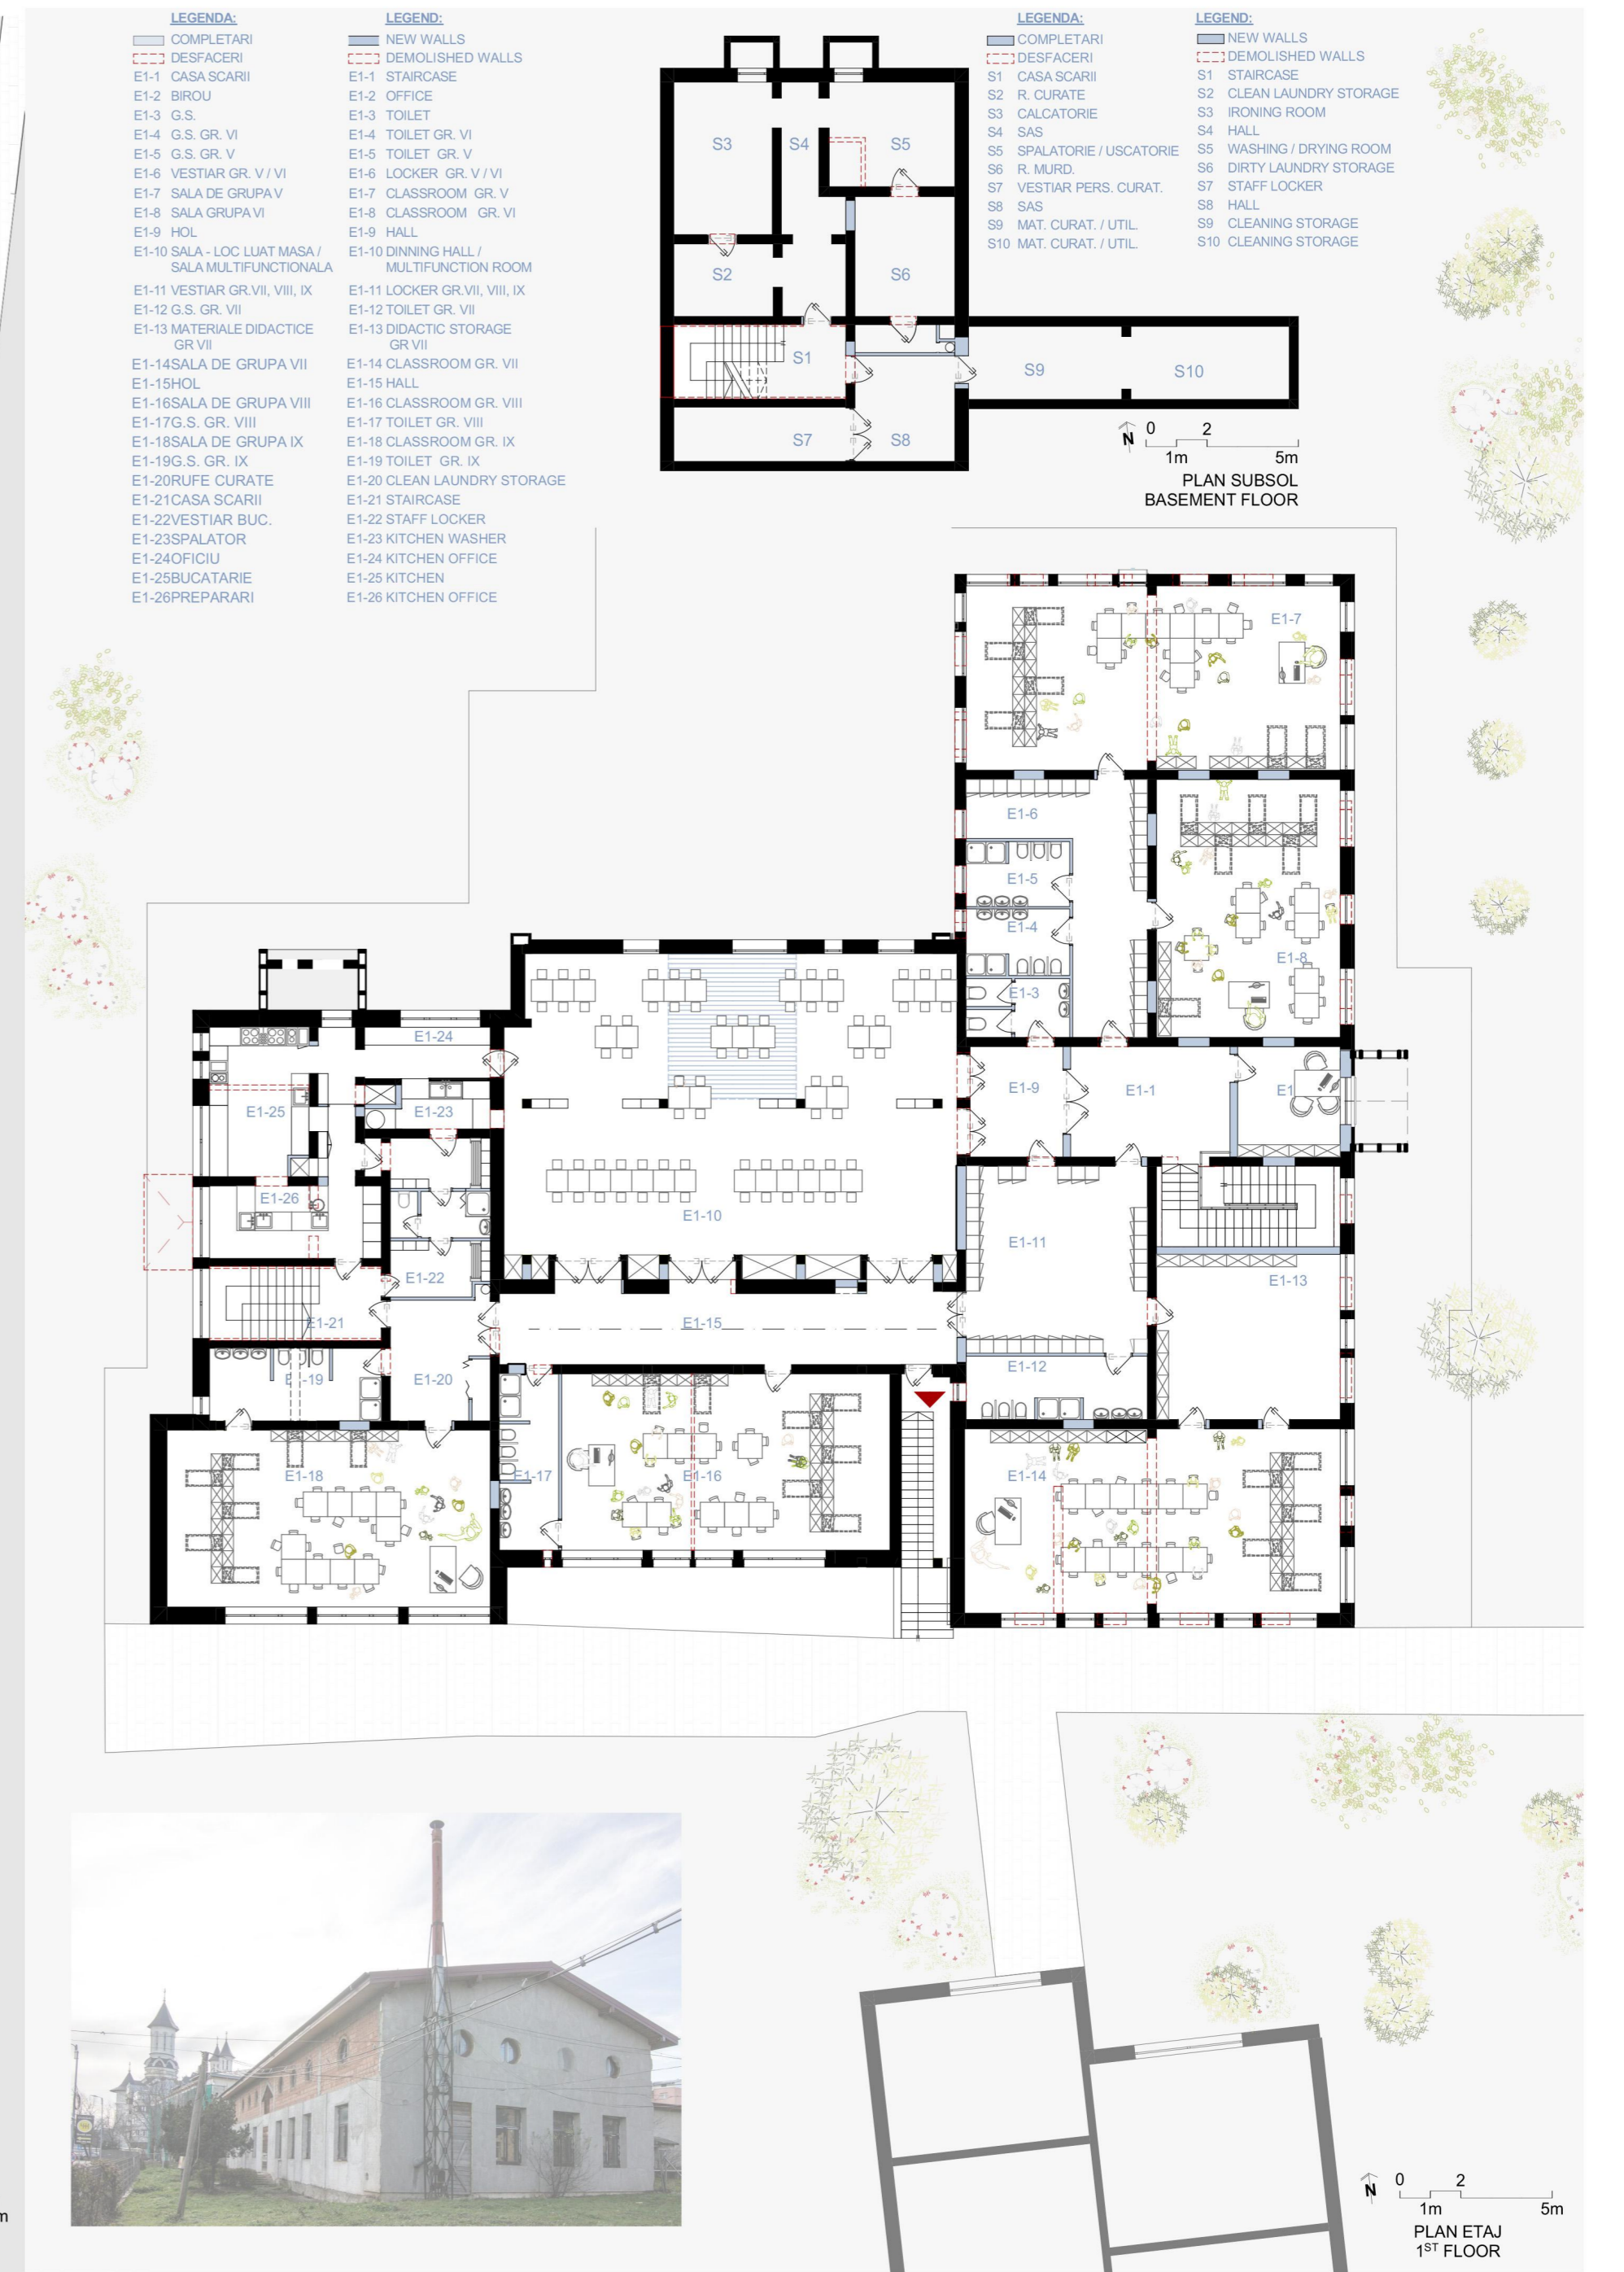 LEGENDA:
COMPLETARI
DESFACERI
E1-1 CASA SCARII
E1-2 BIROU
E1-3 G.S.
E1-4 G.S. GR. VI
E1-5 G.S. GR. V
E1-6 VESTIAR GR. V / VI
E1-7 SALA DE GRUPA V
E1-8 SALA GRUPA VI
E1-9 HOL
E1-10 SALA - LOC LUAT MASA /
SALA MULTIFUNCTIONALA
E1-11 VESTIAR GR.VII, VIII, IX
E1-12 G.S. GR. VII
E1-13 MATERIALE DIDACTICE
GR VII
E1-14SALA DE GRUPA VII
E1-15HOL
E1-16SALA DE GRUPA VIII
E1-17G.S. GR. VIII
E1-18SALA DE GRUPA IX
E1-19G.S. GR. IX
E1-20RUFE CURATE
E1-21CASA SCARII
E1-22VESTIAR BUC.
E1-23SPALATOR
E1-24OFICIU
E1-25BUCATARIE
E1-26PREPARARI
LEGEND:
NEW WALLS
DEMOLISHED WALLS
E1-1 STAIRCASE
E1-2 OFFICE
E1-3 TOILET
E1-4 TOILET GR. VI
E1-5 TOILET GR. V
E1-6 LOCKER GR. V / VI
E1-7 CLASSROOM GR. V
E1-8 CLASSROOM GR. VI
E1-9 HALL
E1-10 DINNING HALL /
MULTIFUNCTION ROOM
E1-11 LOCKER GR.VII, VIII, IX
E1-12 TOILET GR. VII
E1-13 DIDACTIC STORAGE
GR VII
E1-14 CLASSROOM GR. VII
E1-15 HALL
E1-16 CLASSROOM GR. VIII
E1-17 TOILET GR. VIII
E1-18 CLASSROOM GR. IX
E1-19 TOILET GR. IX
E1-20 CLEAN LAUNDRY STORAGE
E1-21 STAIRCASE
E1-22 STAFF LOCKER
E1-23 KITCHEN WASHER
E1-24 KITCHEN OFFICE
E1-25 KITCHEN
E1-26 KITCHEN OFFICE
S3
S4
S5
S2
S6
S1
S9
S10
S7
S8
LEGENDA:
COMPLETARI
DESFACERI
S1 CASA SCARII
S2 R. CURATE
S3 CALCATORIE
S4 SAS
S5 SPALATORIE / USCATORIE
S6 R. MURD.
S7 VESTIAR PERS. CURAT.
S8 SAS
S9 MAT. CURAT. / UTIL.
S10 MAT. CURAT. / UTIL.
LEGEND:
NEW WALLS
DEMOLISHED WALLS
S1 STAIRCASE
S2 CLEAN LAUNDRY STORAGE
S3 IRONING ROOM
S4 HALL
S5 WASHING / DRYING ROOM
S6 DIRTY LAUNDRY STORAGE
S7 STAFF LOCKER
S8 HALL
S9 CLEANING STORAGE
S10 CLEANING STORAGE
N
0 2
1m 5m
PLAN SUBSOL
BASEMENT FLOOR
E1-7
E1-6
E1-5
E1-4
E1-8
E1-3
E1-24
E1-9
E1-1
E1
E1-25
E1-23
E1-26
E1-10
E1-11
E1-22
E1-13
E1-21
E1-15
E1-12
-19
E1-20
E1-18
E1-17
E1-16
E1-14
m
N
0 2
1m 5m
PLAN ETAJ
1ST FLOOR